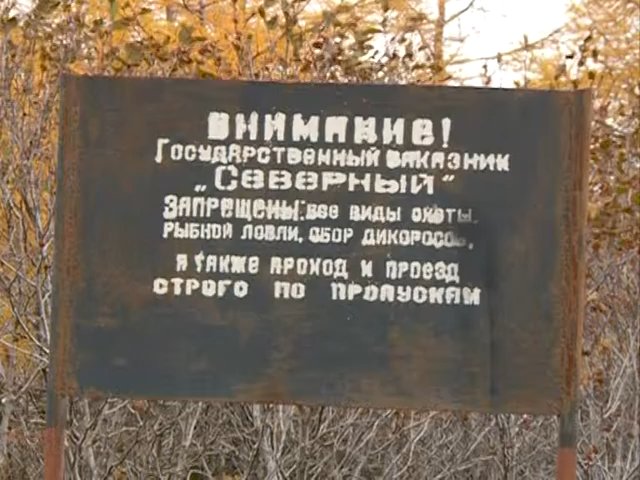 ВНИМАНИЕ!
Государственный заказник
„Северный“
ЗАПРЕЩЕНЫ: все виды охоты,
рыбной ловли, сбор дикоросов,
а также проход и проезд
строго по пропускам